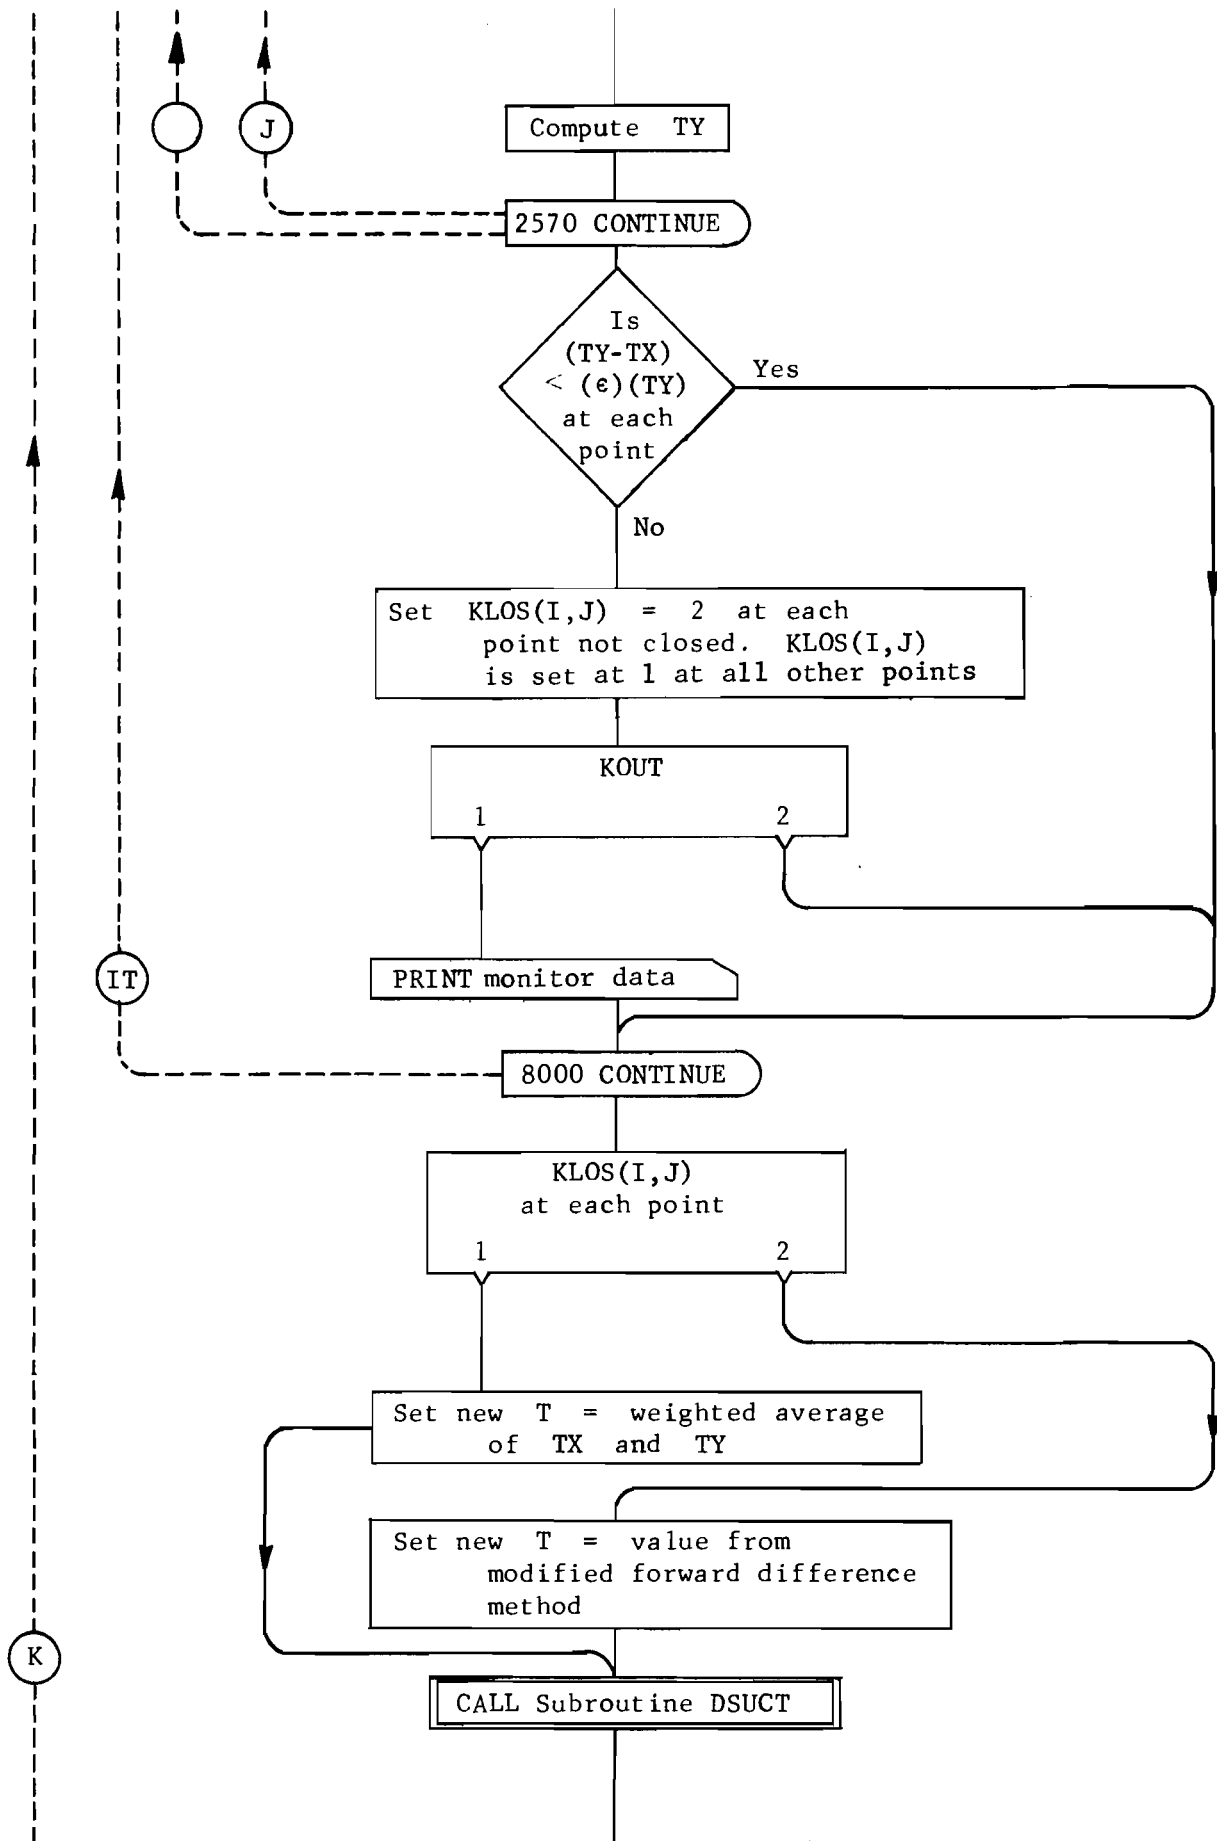 J
Compute TY
2570 CONTINUE
Is
(TY-TX)
< (ϵ)(TY)
at each
point
Yes
No
Set KLOS(I,J) = 2 at each
point not closed. KLOS(I,J)
is set at 1 at all other points
KOUT
1 2
IT
PRINT monitor data
8000 CONTINUE
KLOS(I,J)
at each point
1 2
Set new T = weighted average
of TX and TY
Set new T = value from
modified forward difference
method
K
CALL Subroutine DSUCT